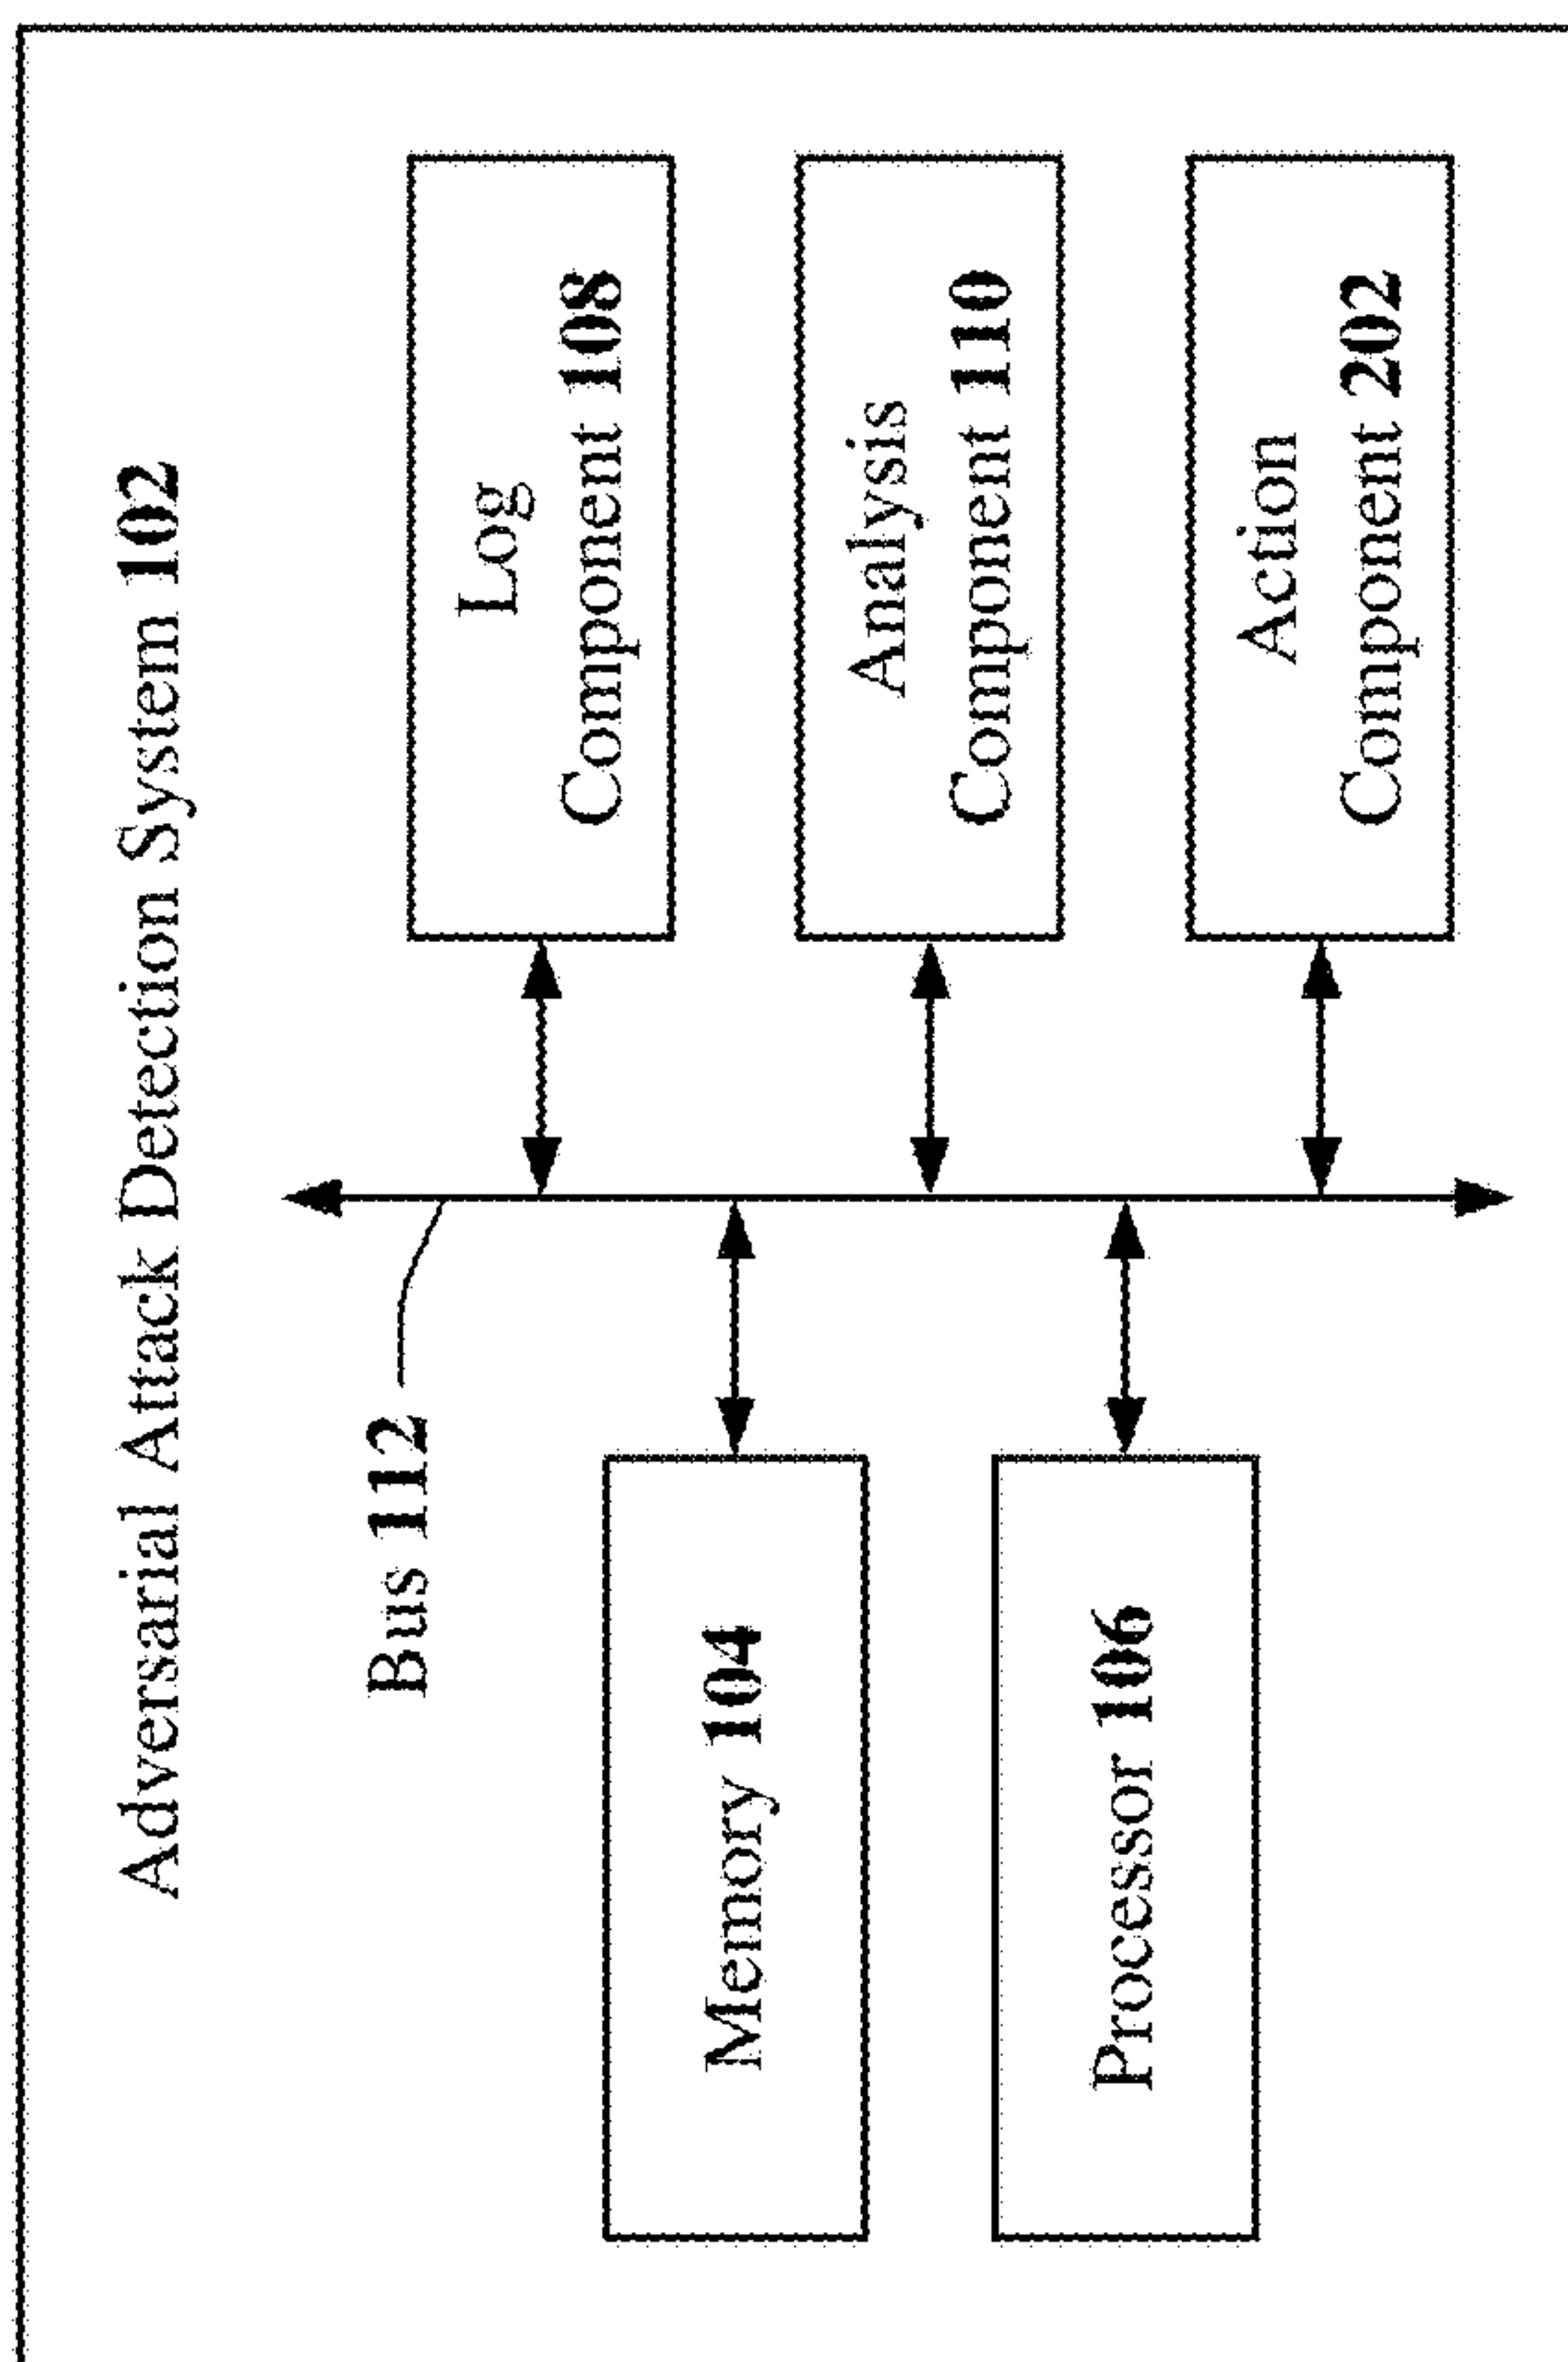 Adversarial Attack Detection System 102
Bus 112
Log
Component 108
Memory 104
Analysis
Component 110
Processor 106
Action
Component 202